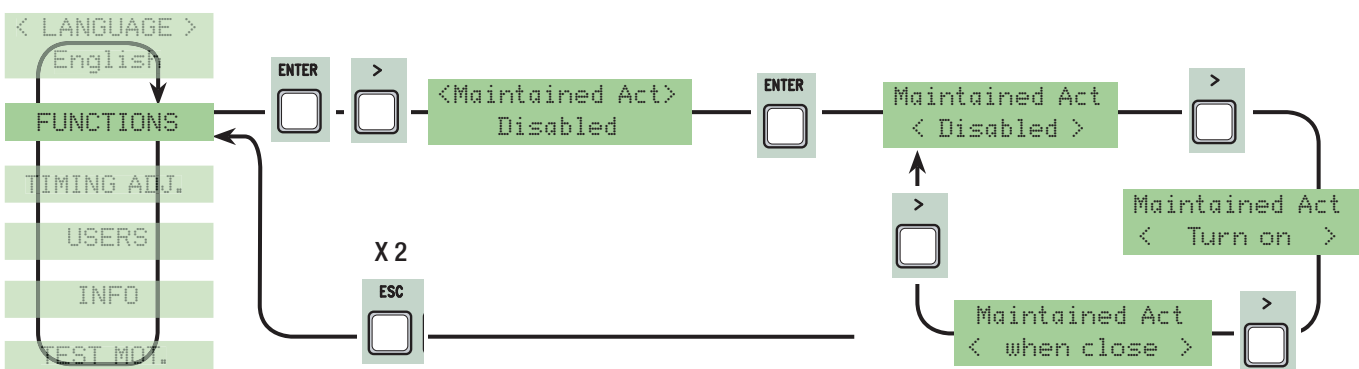 < LANGUAGE >
English
FUNCTIONS
TIMING ADJ.
USERS
INFO
TEST MOT.
ENTER
>
<Maintained Act>
Disabled
ENTER
Maintained Act
< Disabled >
>
Maintained Act
< Turn on >
>
Maintained Act
< when close >
>
X 2
ESC